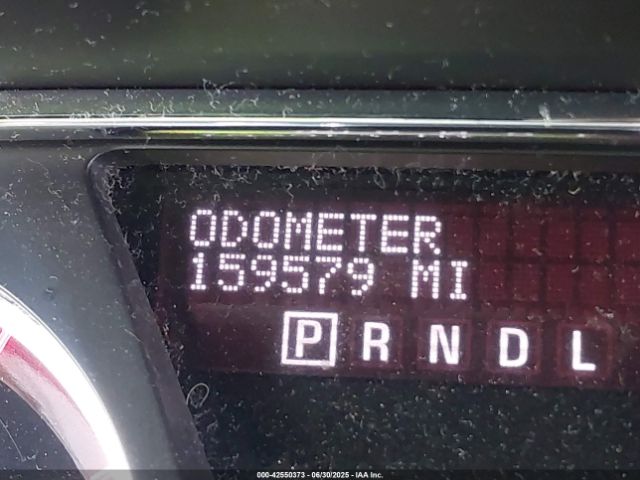 ODOMETER
159579 MI
P R N D L
000-42550373 - 06/30/2025 - IAA Inc.